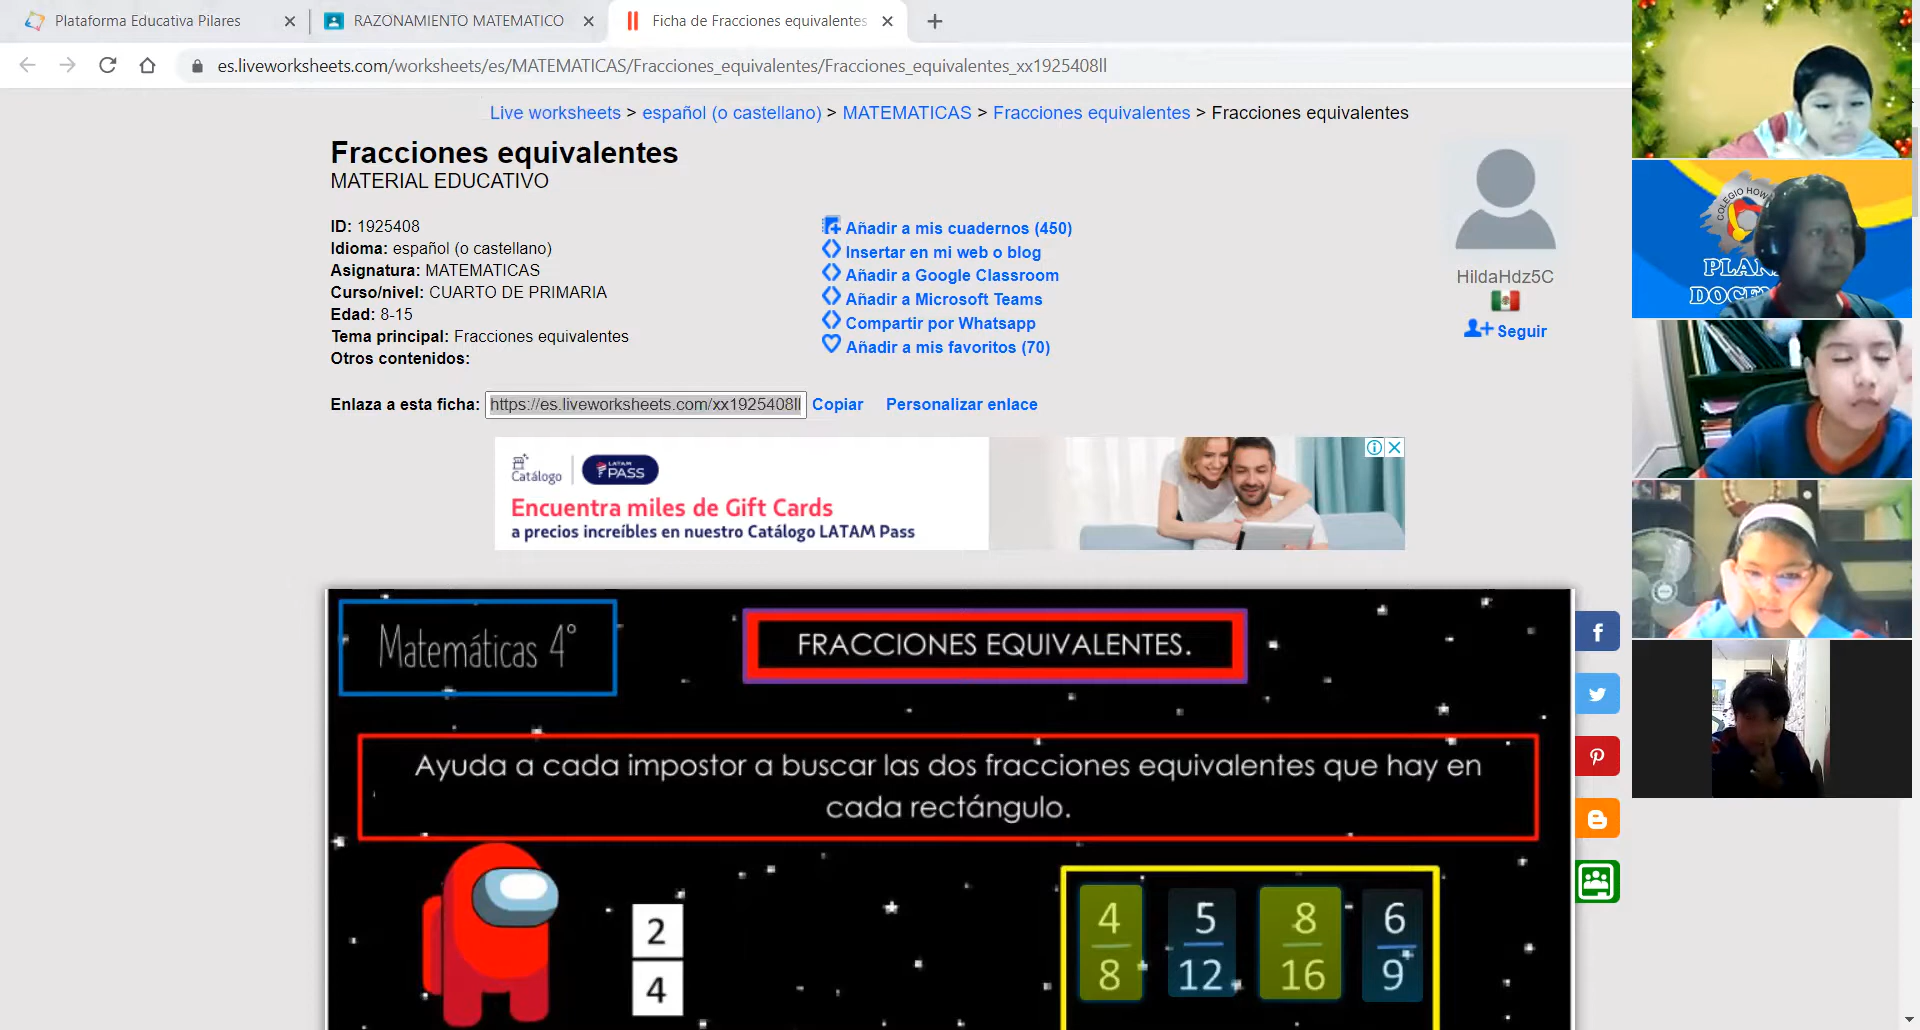 Plataforma Educativa Pilares
RAZONAMIENTO MATEMATICO
Ficha de Fracciones equivalentes
es.liveworksheets.com/worksheets/es/MATEMATICAS/Fracciones_equivalentes/Fracciones_equivalentes_xx1925408ll
Live worksheets > español (o castellano) > MATEMATICAS > Fracciones equivalentes > Fracciones equivalentes
Fracciones equivalentes
MATERIAL EDUCATIVO
ID: 1925408
Idioma: español (o castellano)
Asignatura: MATEMATICAS
Curso/nivel: CUARTO DE PRIMARIA
Edad: 8-15
Tema principal: Fracciones equivalentes
Otros contenidos:
Añadir a mis cuadernos (450)
Insertar en mi web o blog
Añadir a Google Classroom
Añadir a Microsoft Teams
Compartir por Whatsapp
Añadir a mis favoritos (70)
HildaHdz5C
Seguir
Enlaza a esta ficha: https://es.liveworksheets.com/xx1925408ll Copiar Personalizar enlace
Catálogo
LATAM
PASS
Encuentra miles de Gift Cards
a precios increíbles en nuestro Catálogo LATAM Pass
Matemáticas 4°
FRACCIONES EQUIVALENTES.
Ayuda a cada impostor a buscar las dos fracciones equivalentes que hay en
cada rectángulo.
2
4
4 5 8 6
8 12 16 9
COLEGIO HOW
PLAN
DOCE